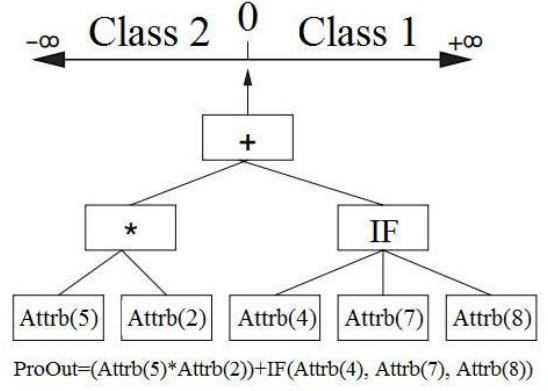 -∞ Class 2 0 Class 1 +∞
+
* IF
Attrb(5) Attrb(2) Attrb(4) Attrb(7) Attrb(8)
ProOut=(Attrb(5)*Attrb(2))+IF(Attrb(4), Attrb(7), Attrb(8))